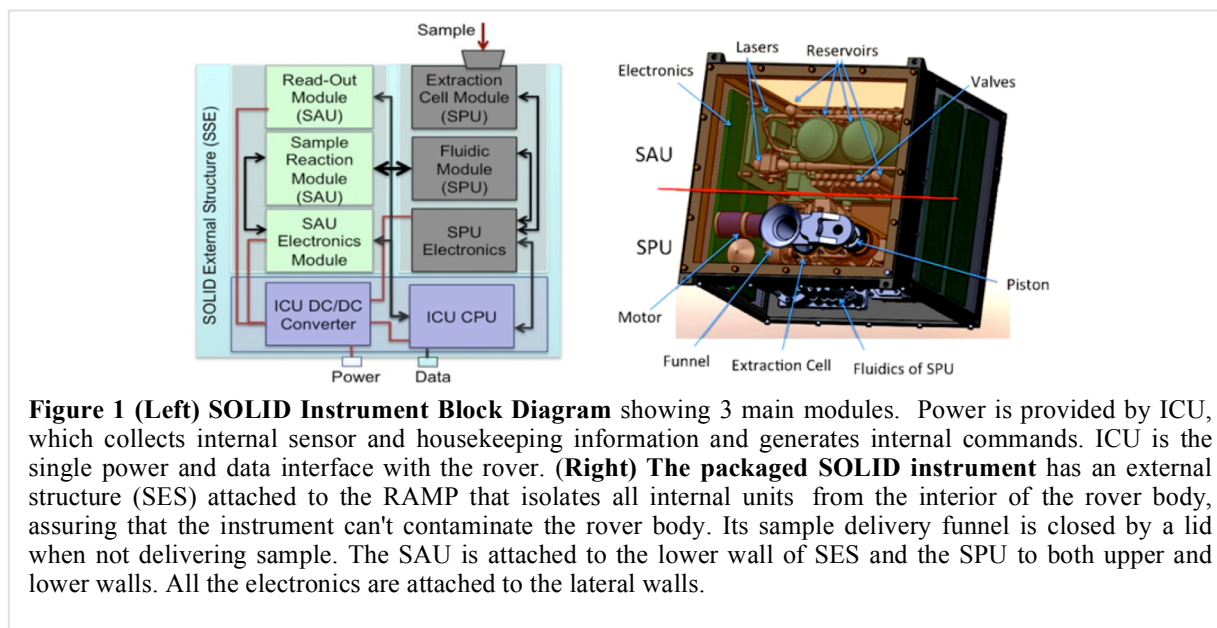 Sample
SOLID External Structure (SSE)
Read-Out
Module
(SAU)
Extraction
Cell Module
(SPU)
Sample
Reaction
Module
(SAU)
Fluidic
Module
(SPU)
SAU
Electronics
Module
SPU
Electronics
ICU DC/DC
Converter
ICU CPU
Power
Data
Lasers
Reservoirs
Electronics
Valves
SAU
SPU
Piston
Motor
Funnel
Extraction Cell
Fluidics of SPU
Figure 1 (Left) SOLID Instrument Block Diagram showing 3 main modules. Power is provided by ICU,
which collects internal sensor and housekeeping information and generates internal commands. ICU is the
single power and data interface with the rover. (Right) The packaged SOLID instrument has an external
structure (SES) attached to the RAMP that isolates all internal units from the interior of the rover body,
assuring that the instrument can't contaminate the rover body. Its sample delivery funnel is closed by a lid
when not delivering sample. The SAU is attached to the lower wall of SES and the SPU to both upper and
lower walls. All the electronics are attached to the lateral walls.